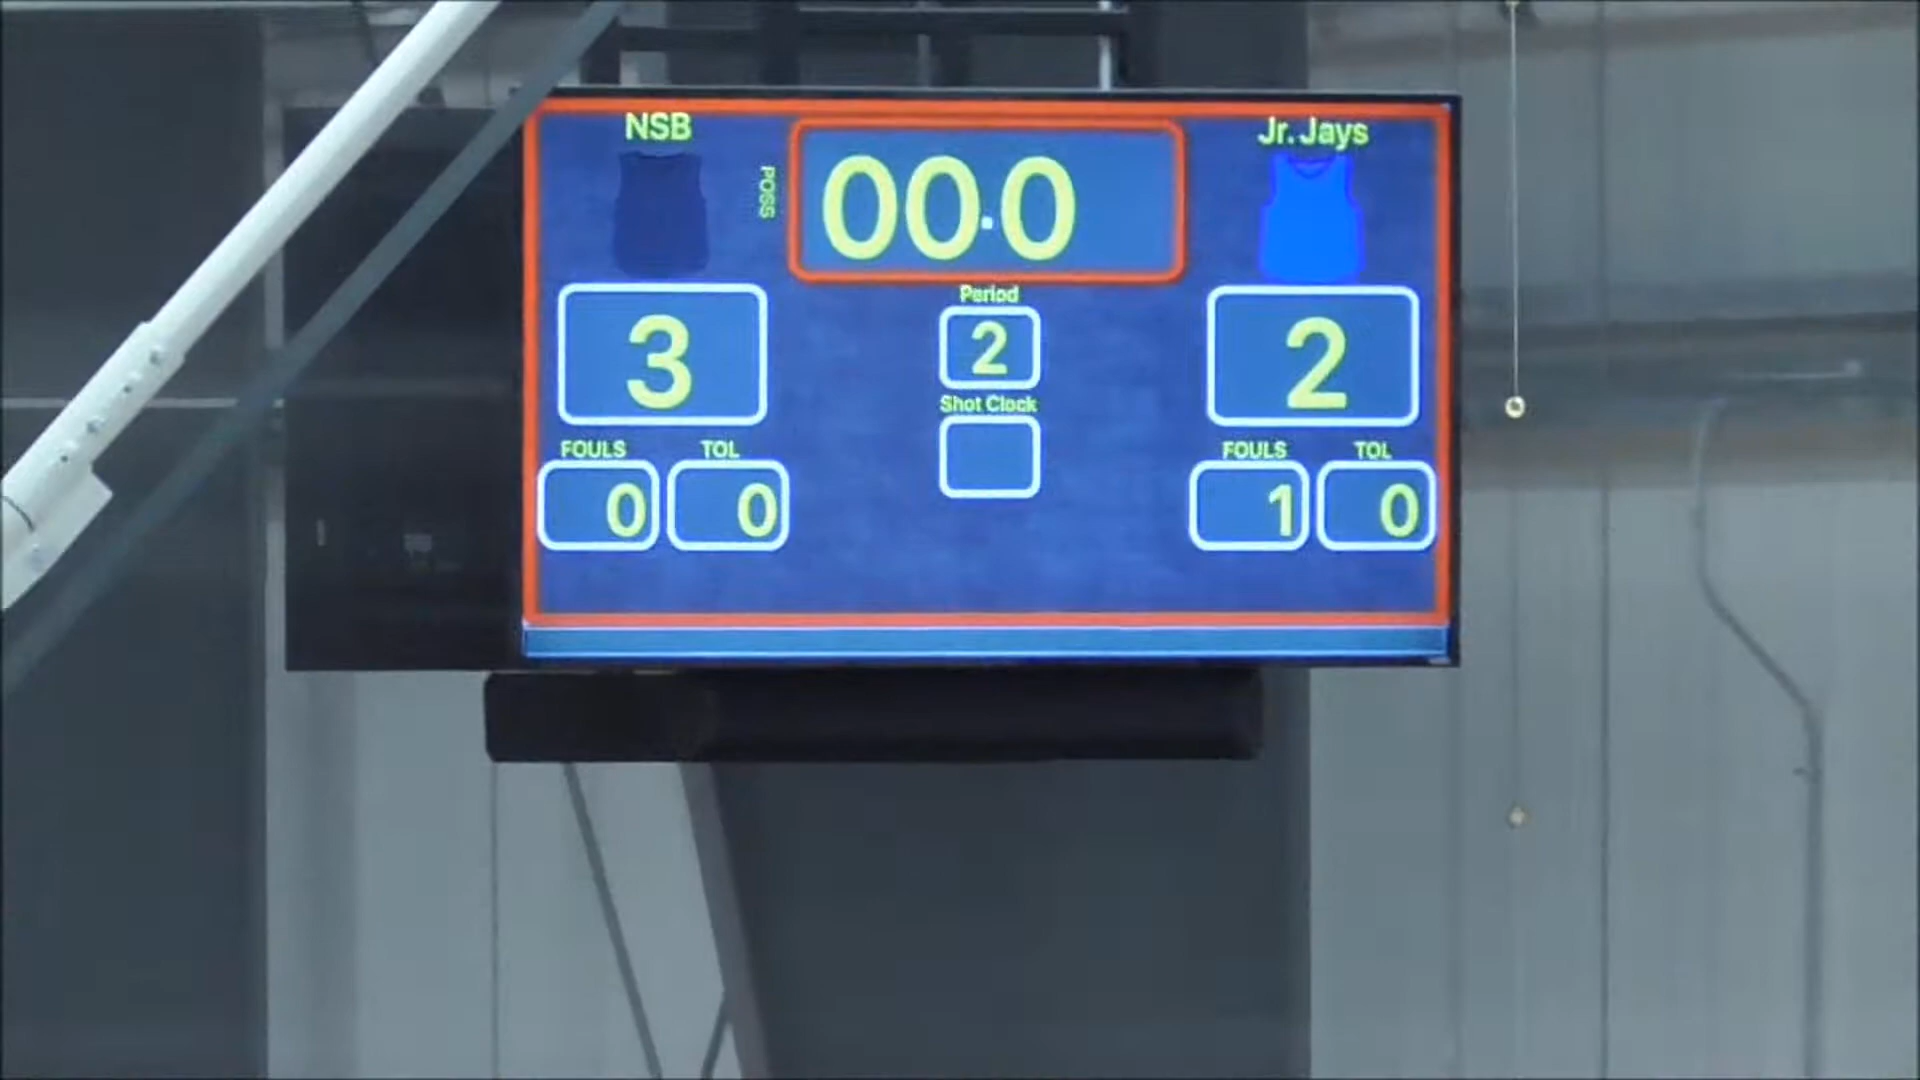 NSB
POSS
00.0
Jr. Jays
3
Period
2
2
Shot Clock
FOULS
TOL
0
0
FOULS
TOL
1
0